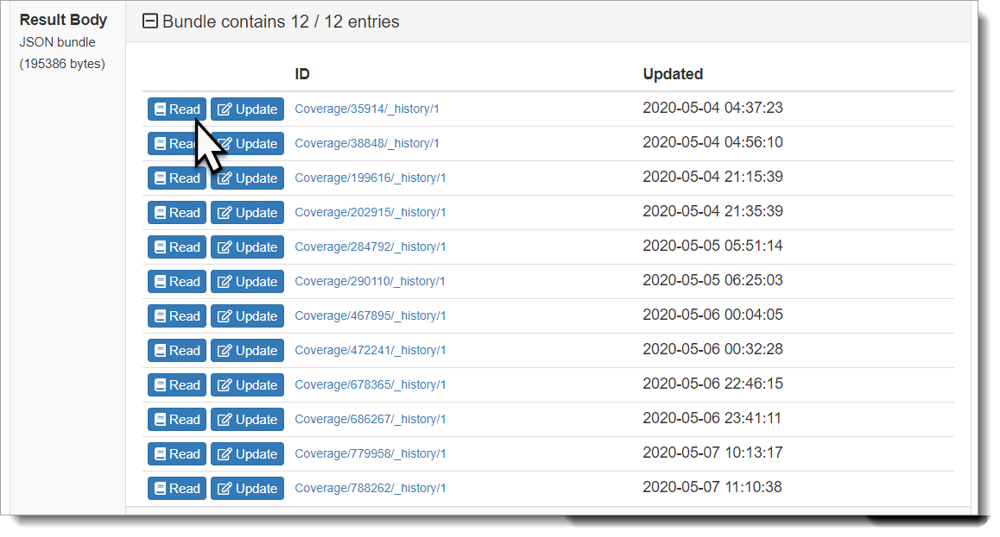 Result Body
JSON bundle
(195386 bytes)
Bundle contains 12 / 12 entries
ID Updated
Read Update Coverage/35914/_history/1 2020-05-04 04:37:23
Read Update Coverage/38848/_history/1 2020-05-04 04:56:10
Read Update Coverage/199616/_history/1 2020-05-04 21:15:39
Read Update Coverage/202915/_history/1 2020-05-04 21:35:39
Read Update Coverage/284792/_history/1 2020-05-05 05:51:14
Read Update Coverage/290110/_history/1 2020-05-05 06:25:03
Read Update Coverage/467895/_history/1 2020-05-06 00:04:05
Read Update Coverage/472241/_history/1 2020-05-06 00:32:28
Read Update Coverage/678365/_history/1 2020-05-06 22:46:15
Read Update Coverage/686267/_history/1 2020-05-06 23:41:11
Read Update Coverage/779958/_history/1 2020-05-07 10:13:17
Read Update Coverage/788262/_history/1 2020-05-07 11:10:38